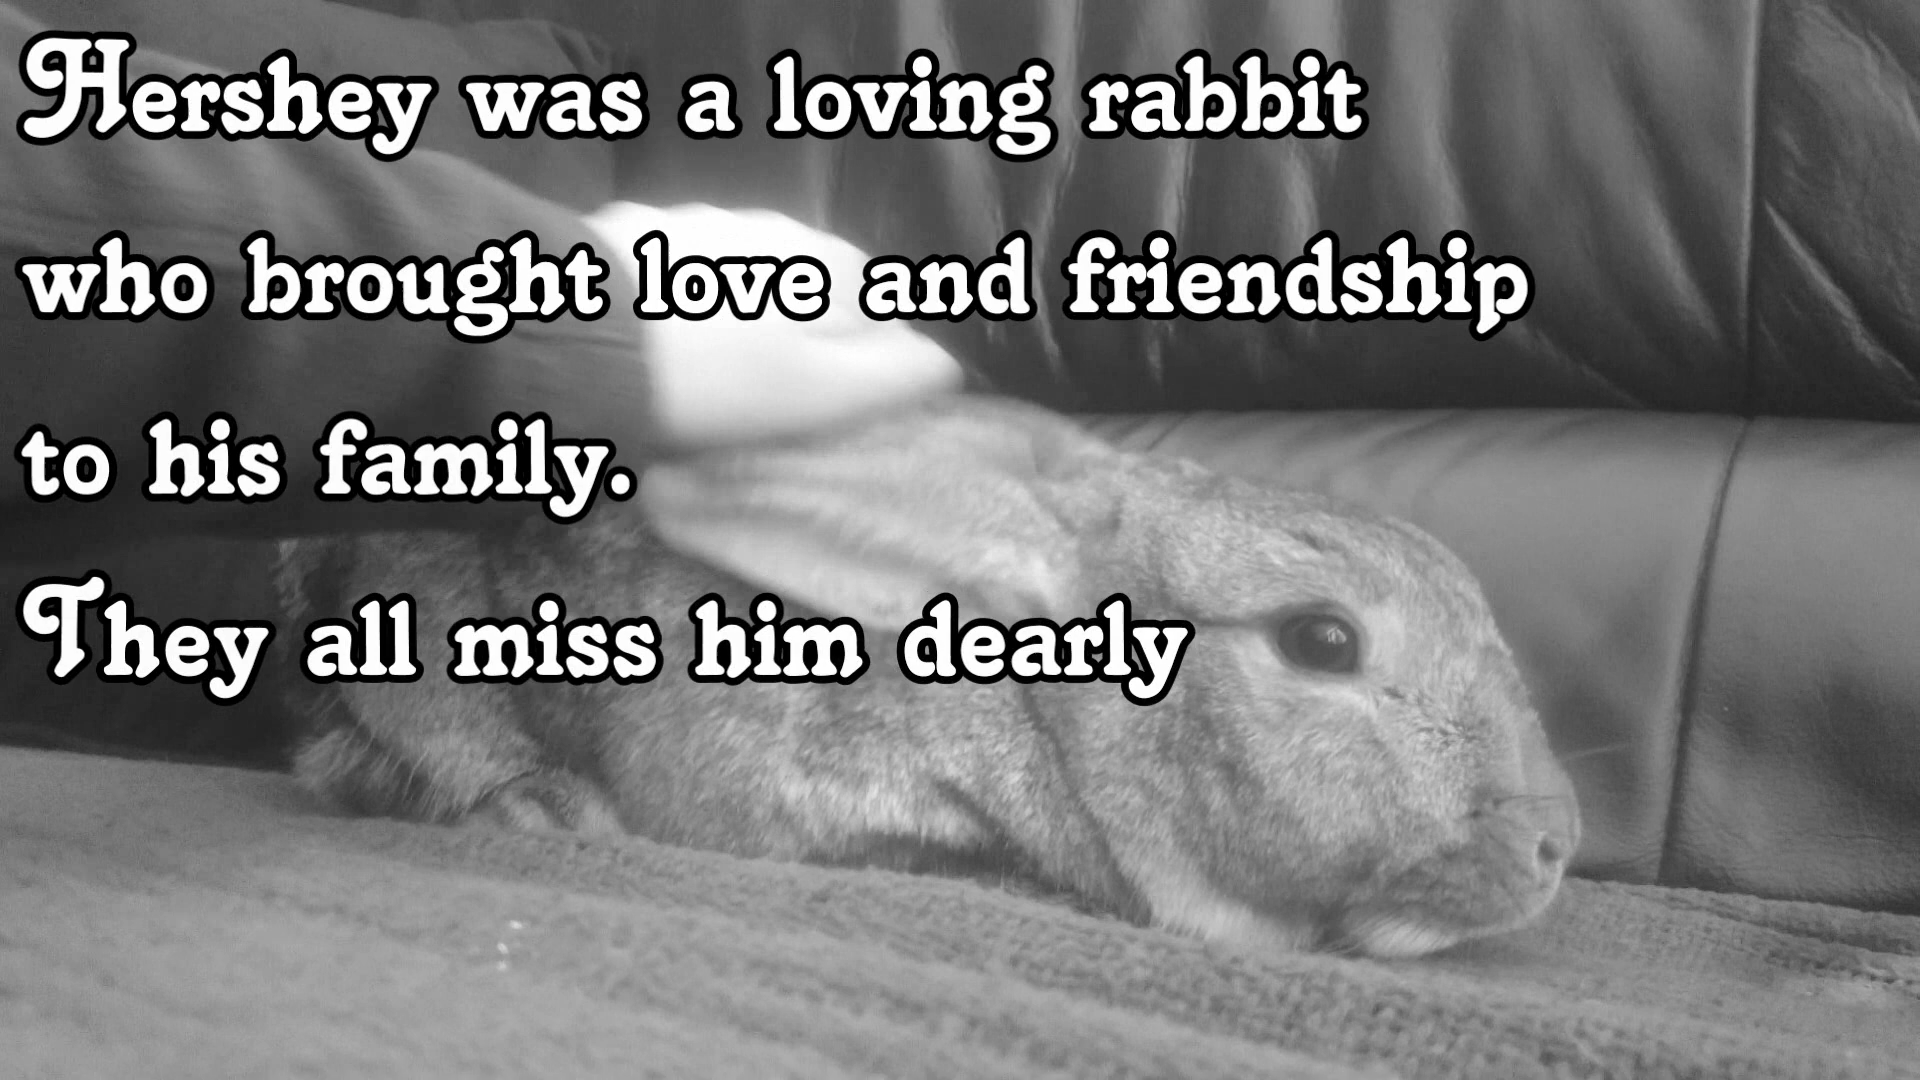 Hershey was a loving rabbit
who brought love and friendship
to his family.
They all miss him dearly